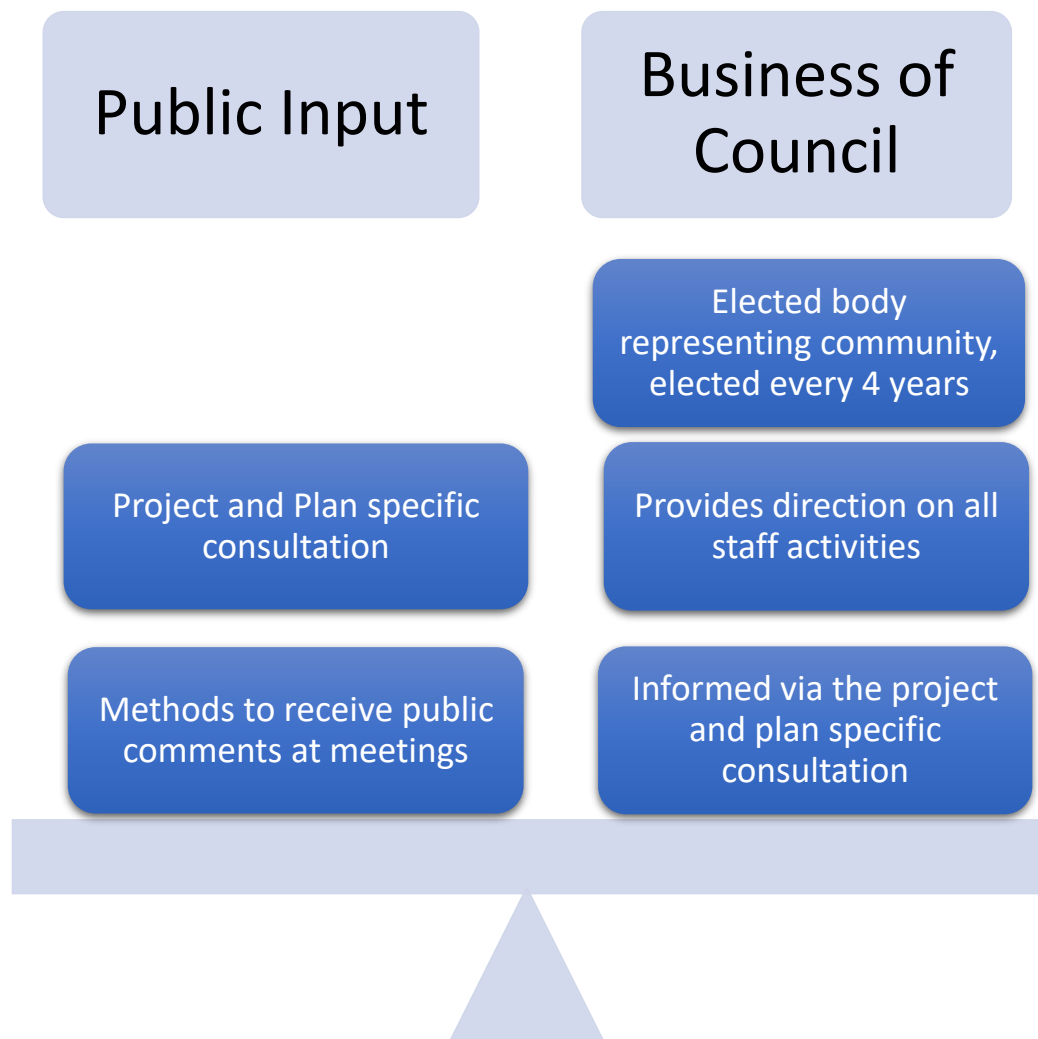 Public Input
Business of
Council
Elected body
representing community,
elected every 4 years
Project and Plan specific
consultation
Provides direction on all
staff activities
Methods to receive public
comments at meetings
Informed via the project
and plan specific
consultation